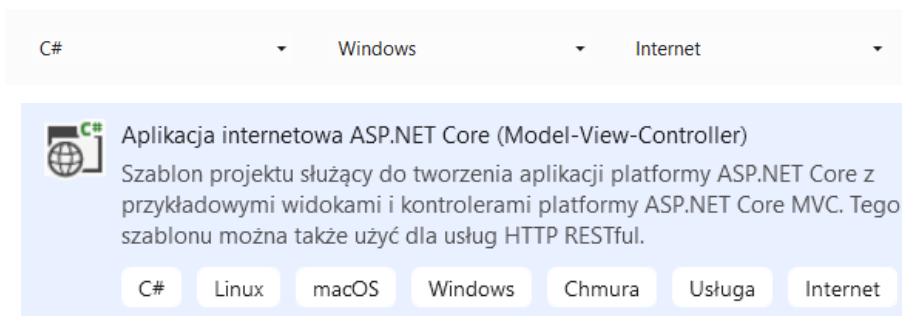 C# Windows Internet
C#
Aplikacja internetowa ASP.NET Core (Model-View-Controller)
Szablon projektu służący do tworzenia aplikacji platformy ASP.NET Core z
przykładowymi widokami i kontrolerami platformy ASP.NET Core MVC. Tego
szablonu można także użyć dla usług HTTP RESTful.
C# Linux macOS Windows Chmura Usługa Internet